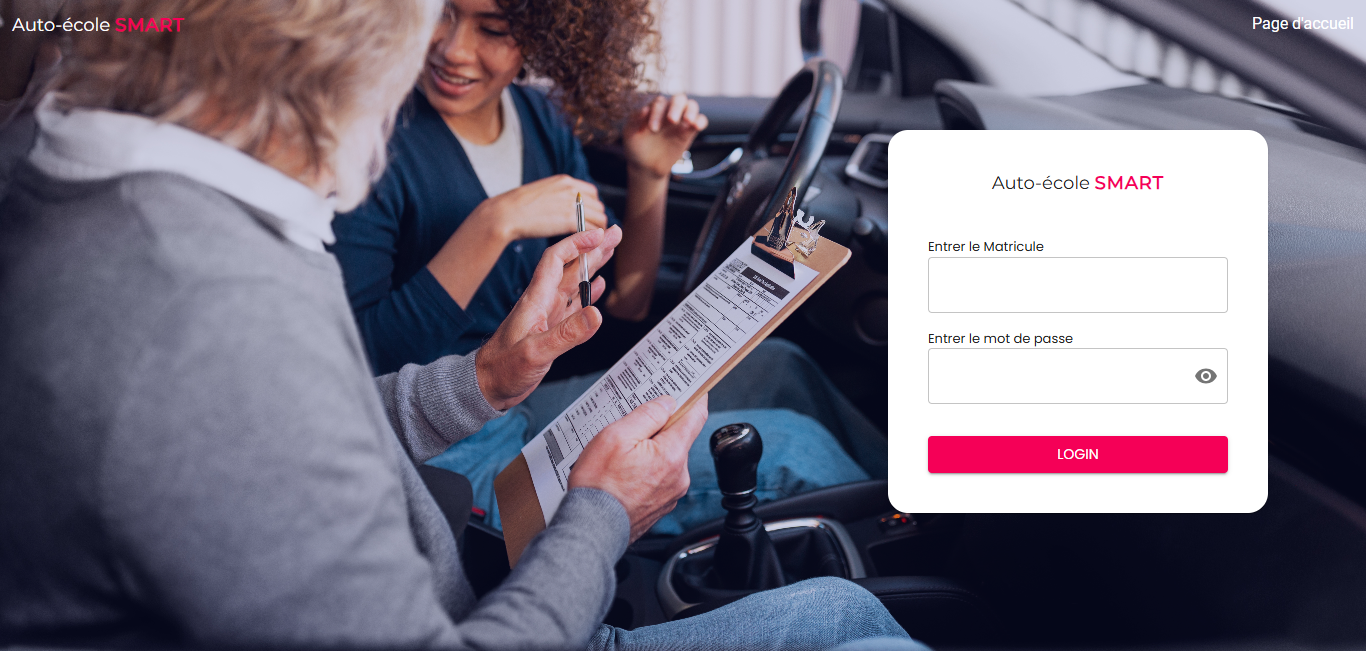 Auto-école SMART
Page d'accueil
Auto-école SMART
Entrer le Matricule
Entrer le mot de passe
LOGIN